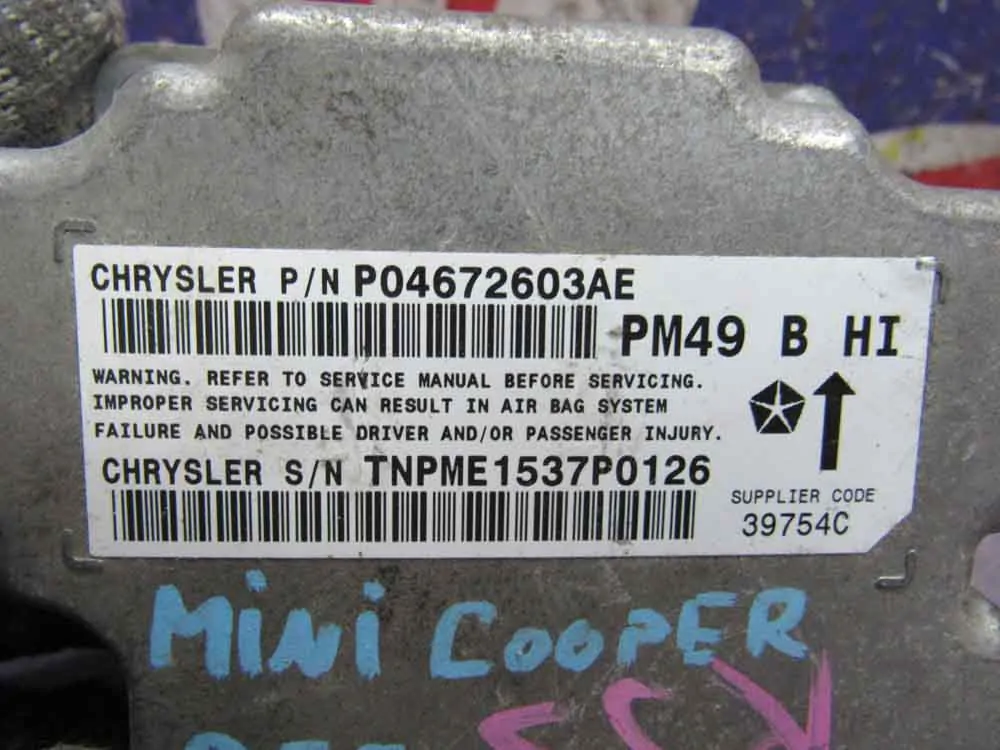 CHRYSLER P/N P04672603AE
PM49 B HI
WARNING. REFER TO SERVICE MANUAL BEFORE SERVICING.
IMPROPER SERVICING CAN RESULT IN AIR BAG SYSTEM
FAILURE AND POSSIBLE DRIVER AND/OR PASSENGER INJURY.
CHRYSLER S/N TNPME1537P0126
SUPPLIER CODE
39754C
MiNi COOPER